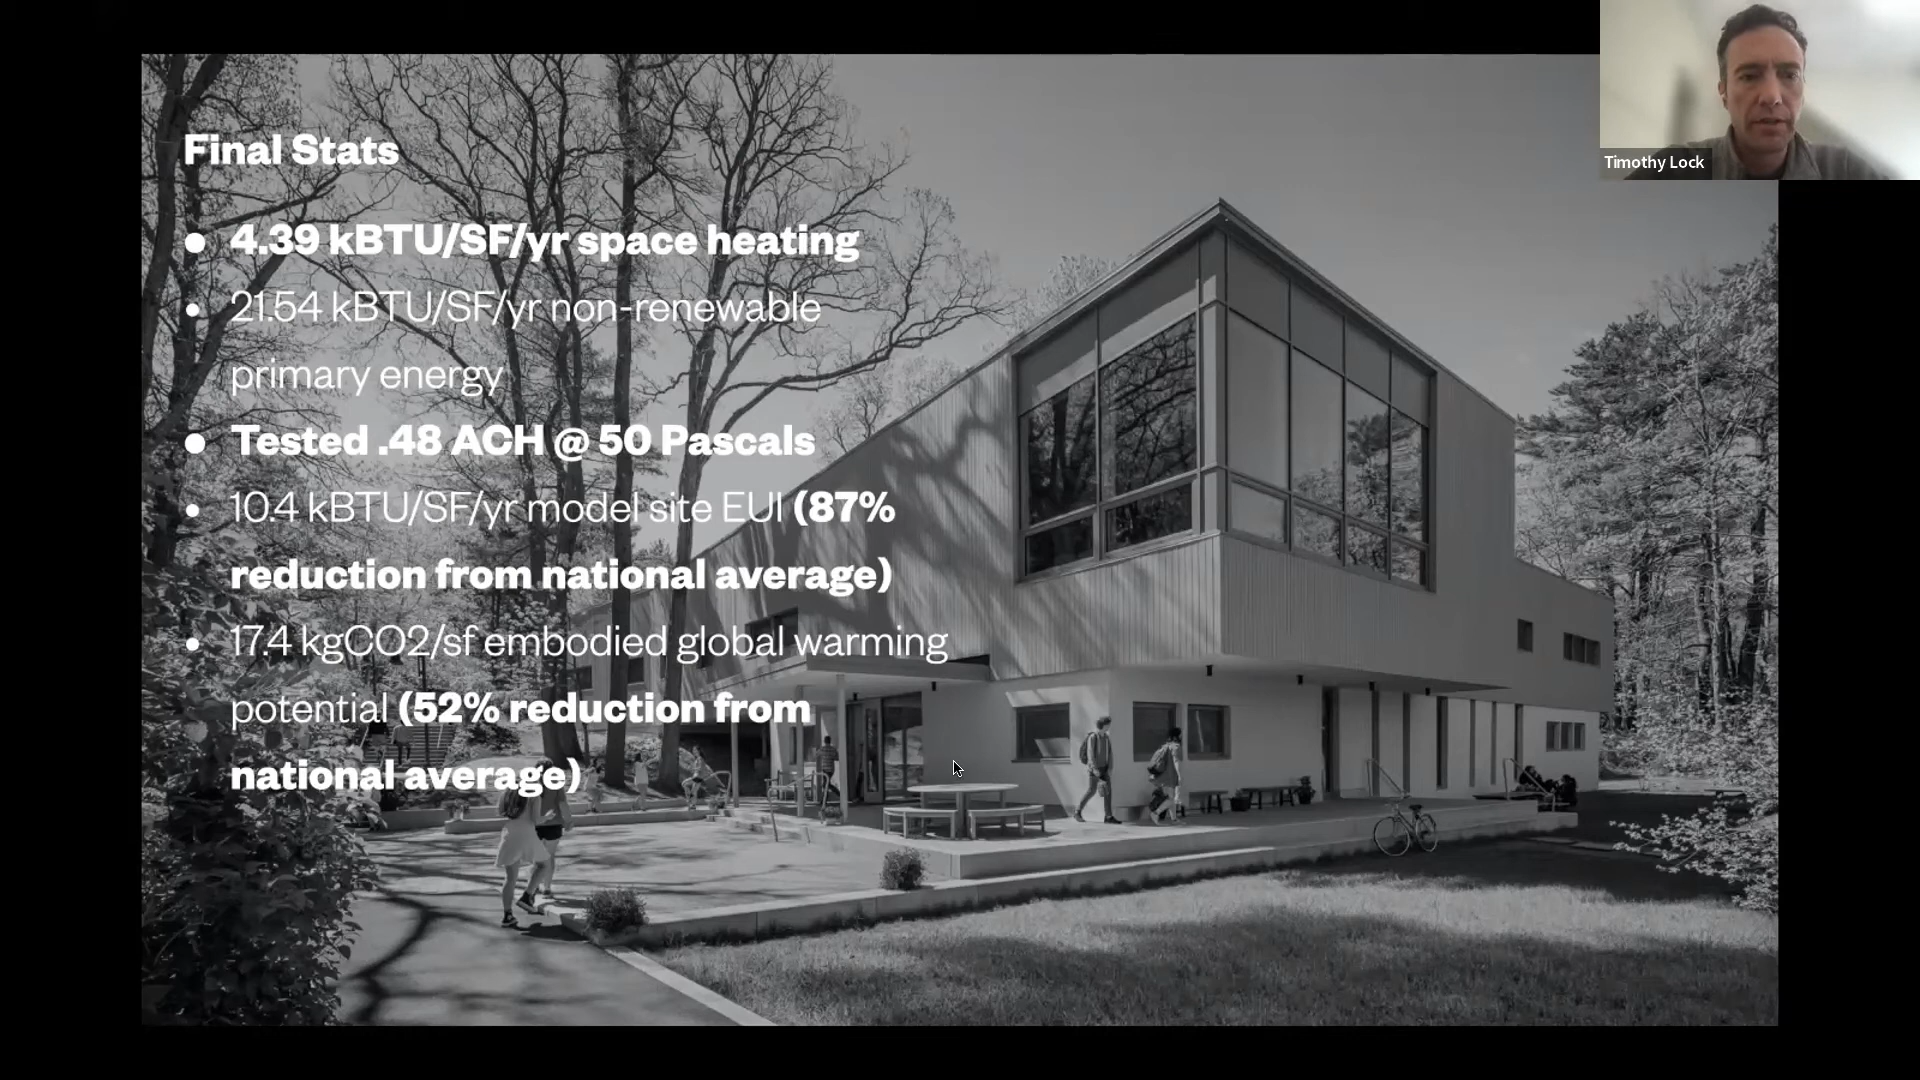 Timothy Lock
Final Stats
• 4.39 kBTU/SF/yr space heating
• 21.54 kBTU/SF/yr non-renewable
primary energy
• Tested .48 ACH @ 50 Pascals
• 10.4 kBTU/SF/yr model site EUI (87%
reduction from national average)
• 17.4 kgCO2/sf embodied global warming
potential (52% reduction from
national average)